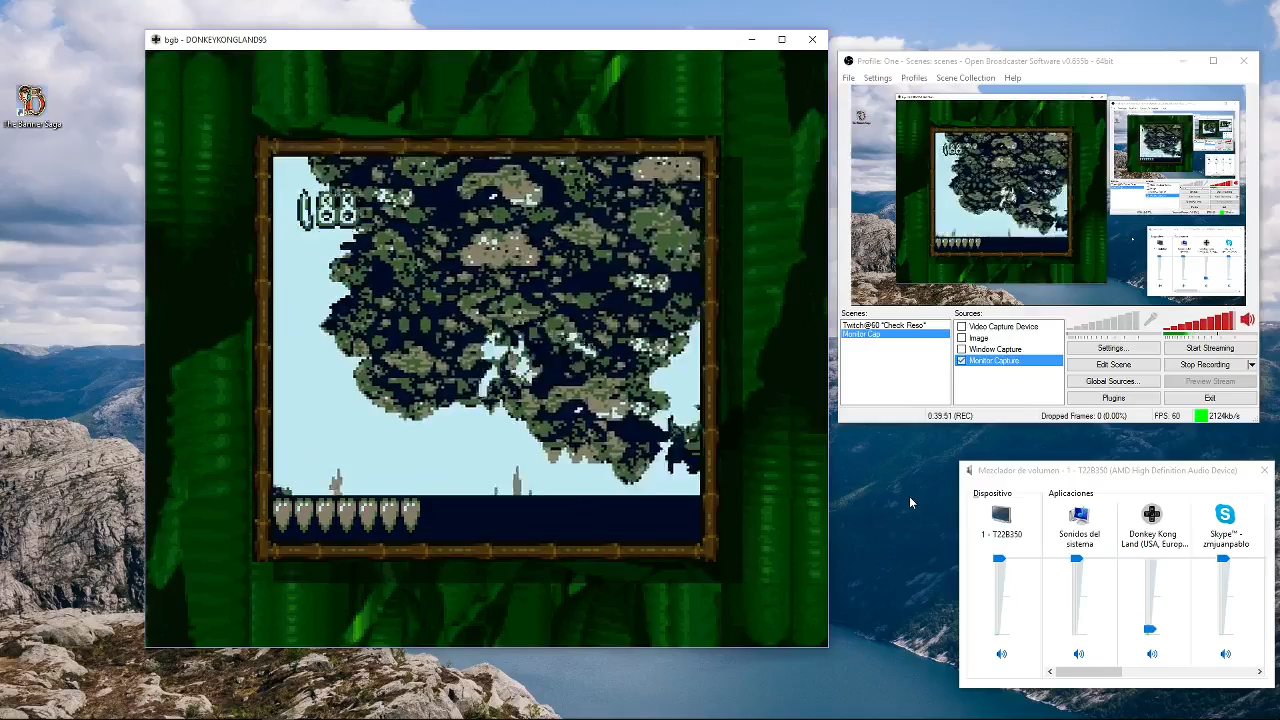 The Banner Saga
bgb - DONKEYKONGLAND95
88
Profile: One - Scenes: scenes - Open Broadcaster Software v0.655b - 64bit
File Settings Profiles Scene Collection Help
Scenes:
Sources:
Twitch@60 "Check Reso"
Monitor Cap
Video Capture Device
Image
Window Capture
Monitor Capture
Settings...
Start Streaming
Edit Scene
Stop Recording
Global Sources...
Preview Stream
Plugins
Exit
0:39:51 (REC)
Dropped Frames: 0 (0.00%)
FPS: 60
2124kb/s
Mezclador de volumen - 1 - T22B350 (AMD High Definition Audio Device)
Dispositivo
Aplicaciones
1 - T22B350
Sonidos del
sistema
Donkey Kong
Land (USA, Europ...
Skype™ -
zmjuanpablo